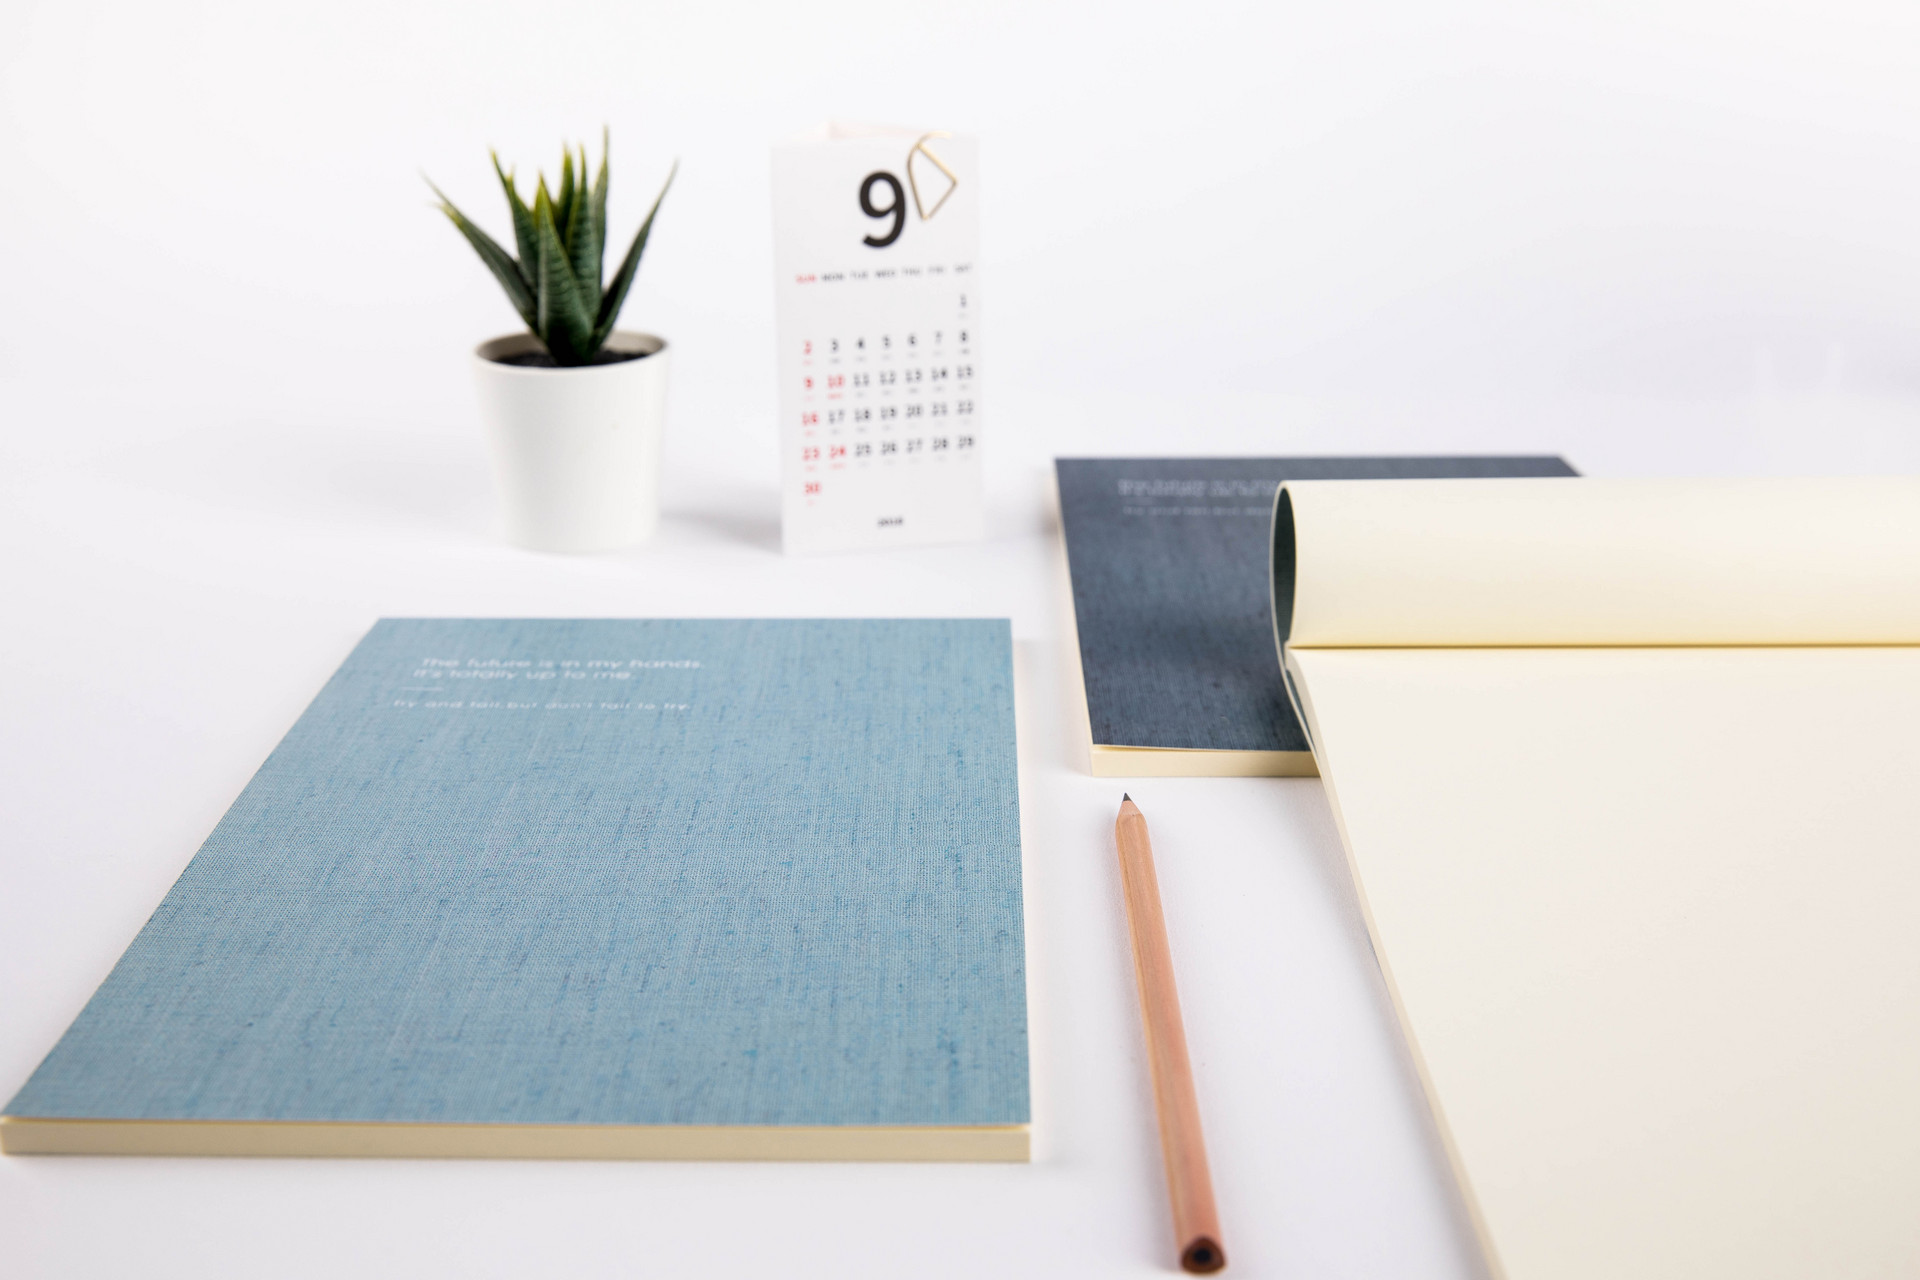 9
SUN MON TUE WED THU FRI SAT
1
2 3 4 5 6 7 8
9 10 11 12 13 14 15
16 17 18 19 20 21 22
23 24 25 26 27 28 29
30
2018
The future is in my hands.
It's totally up to me.
Try and fail, but don't fail to try.